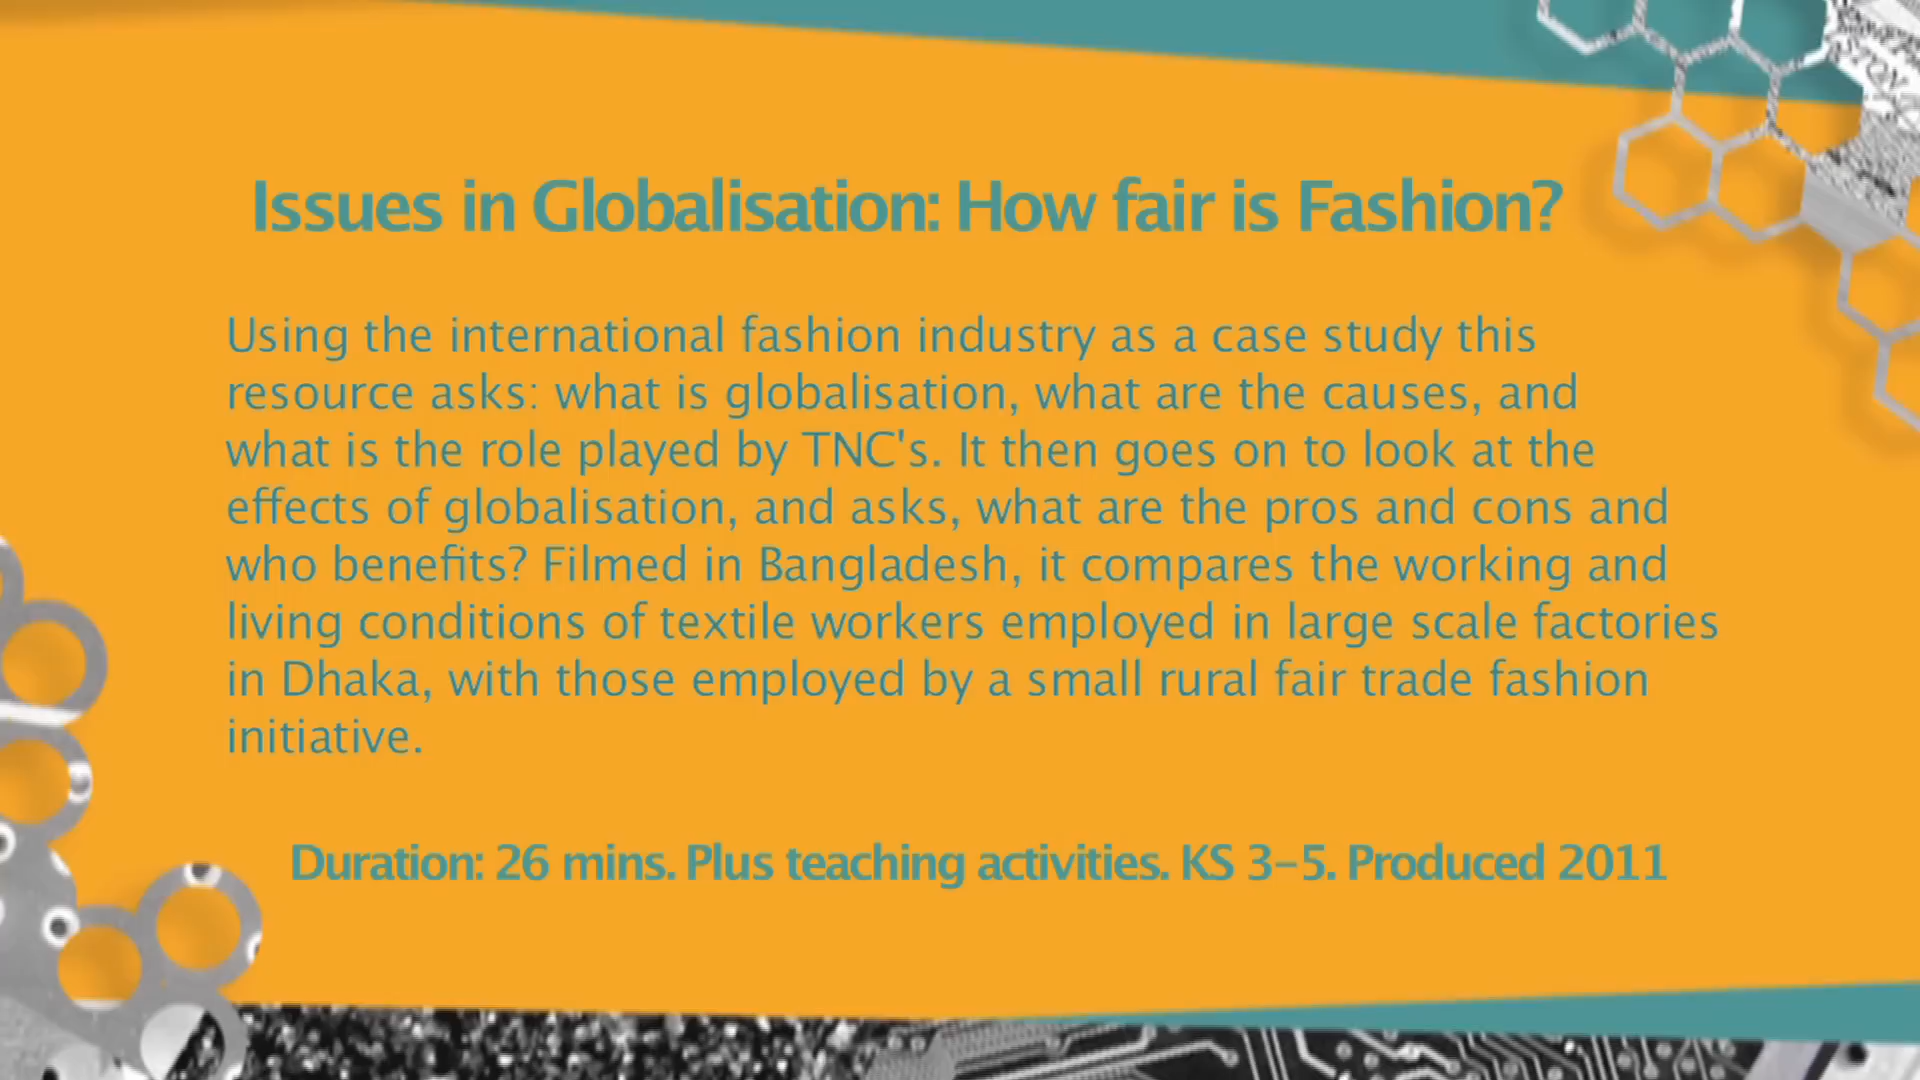 Issues in Globalisation: How fair is Fashion?
Using the international fashion industry as a case study this
resource asks: what is globalisation, what are the causes, and
what is the role played by TNC's. It then goes on to look at the
effects of globalisation, and asks, what are the pros and cons and
who benefits? Filmed in Bangladesh, it compares the working and
living conditions of textile workers employed in large scale factories
in Dhaka, with those employed by a small rural fair trade fashion
initiative.
Duration: 26 mins. Plus teaching activities. KS 3–5. Produced 2011